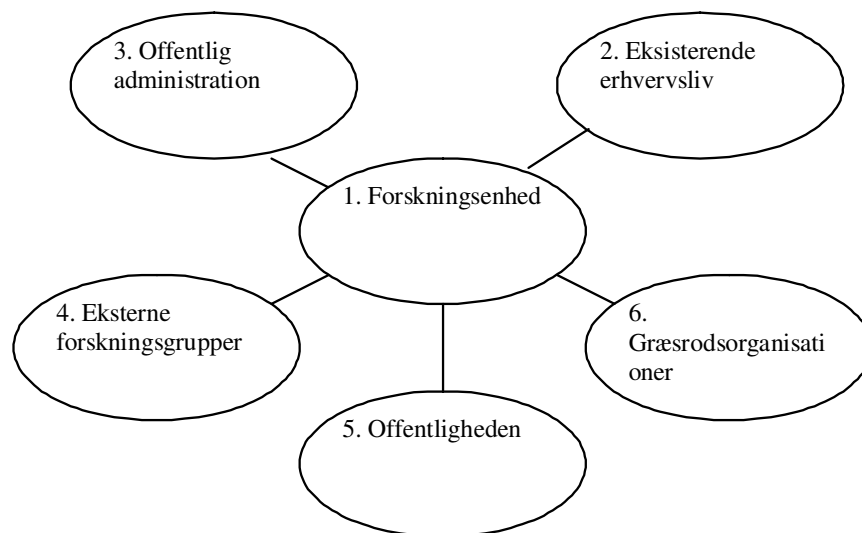 3. Offentlig
administration
2. Eksisterende
erhvervsliv
1. Forskningsenhed
4. Eksterne
forskningsgrupper
6.
Græsrodsorganisati
oner
5. Offentligheden